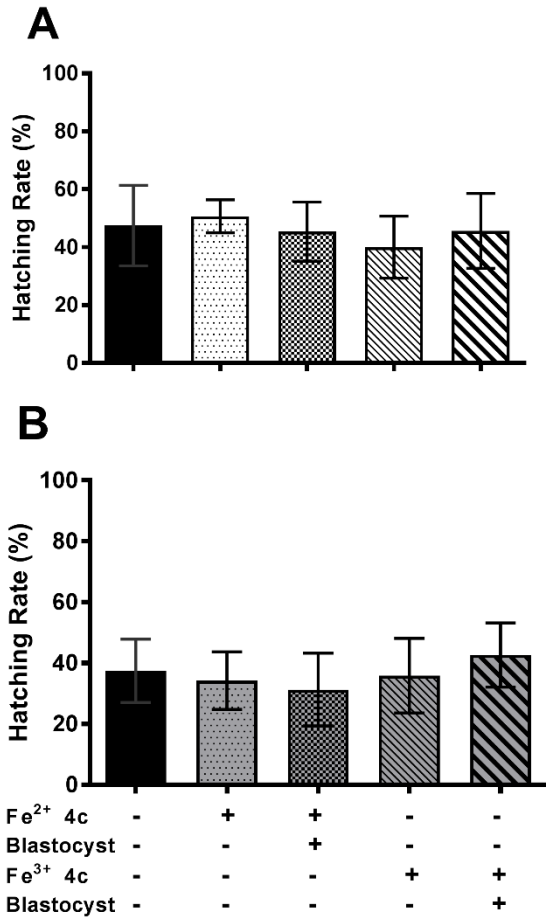 A
Hatching Rate (%)
100
80
60
40
20
0
B
Hatching Rate (%)
100
80
60
40
20
0
Fe²⁺ 4c - + + - -
Blastocyst - - + - -
Fe³⁺ 4c - - - + +
Blastocyst - - - - +